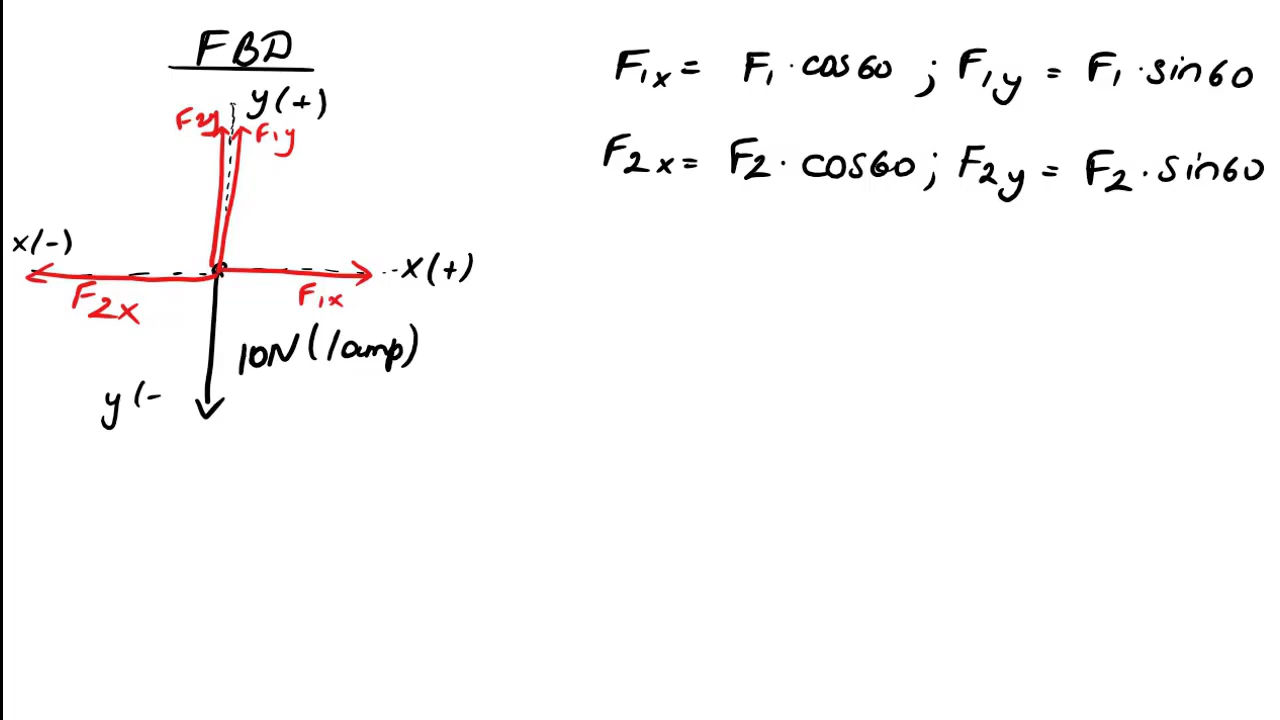 FBD
y(+)
F2y
F1y
x(-)
x(+)
F2x
F1x
10N(lamp)
y(-
F1x = F1 · cos60 ; F1y = F1 · sin60
F2x = F2 · cos60 ; F2y = F2 · sin60